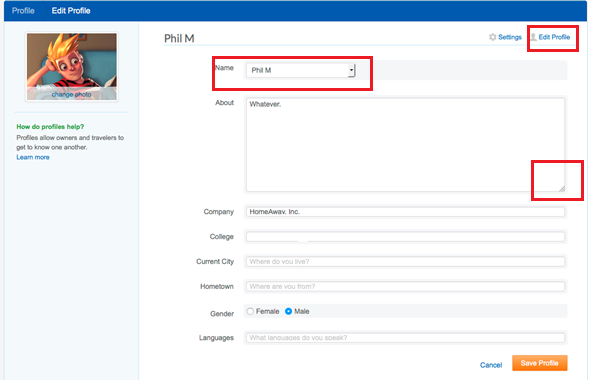 Profile Edit Profile
Phil M
Settings Edit Profile
change photo
How do profiles help?
Profiles allow owners and travelers to
get to know one another.
Learn more
Name Phil M
About Whatever.
Company HomeAway, Inc.
College
Current City Where do you live?
Hometown Where are you from?
Gender Female Male
Languages What languages do you speak?
Cancel Save Profile